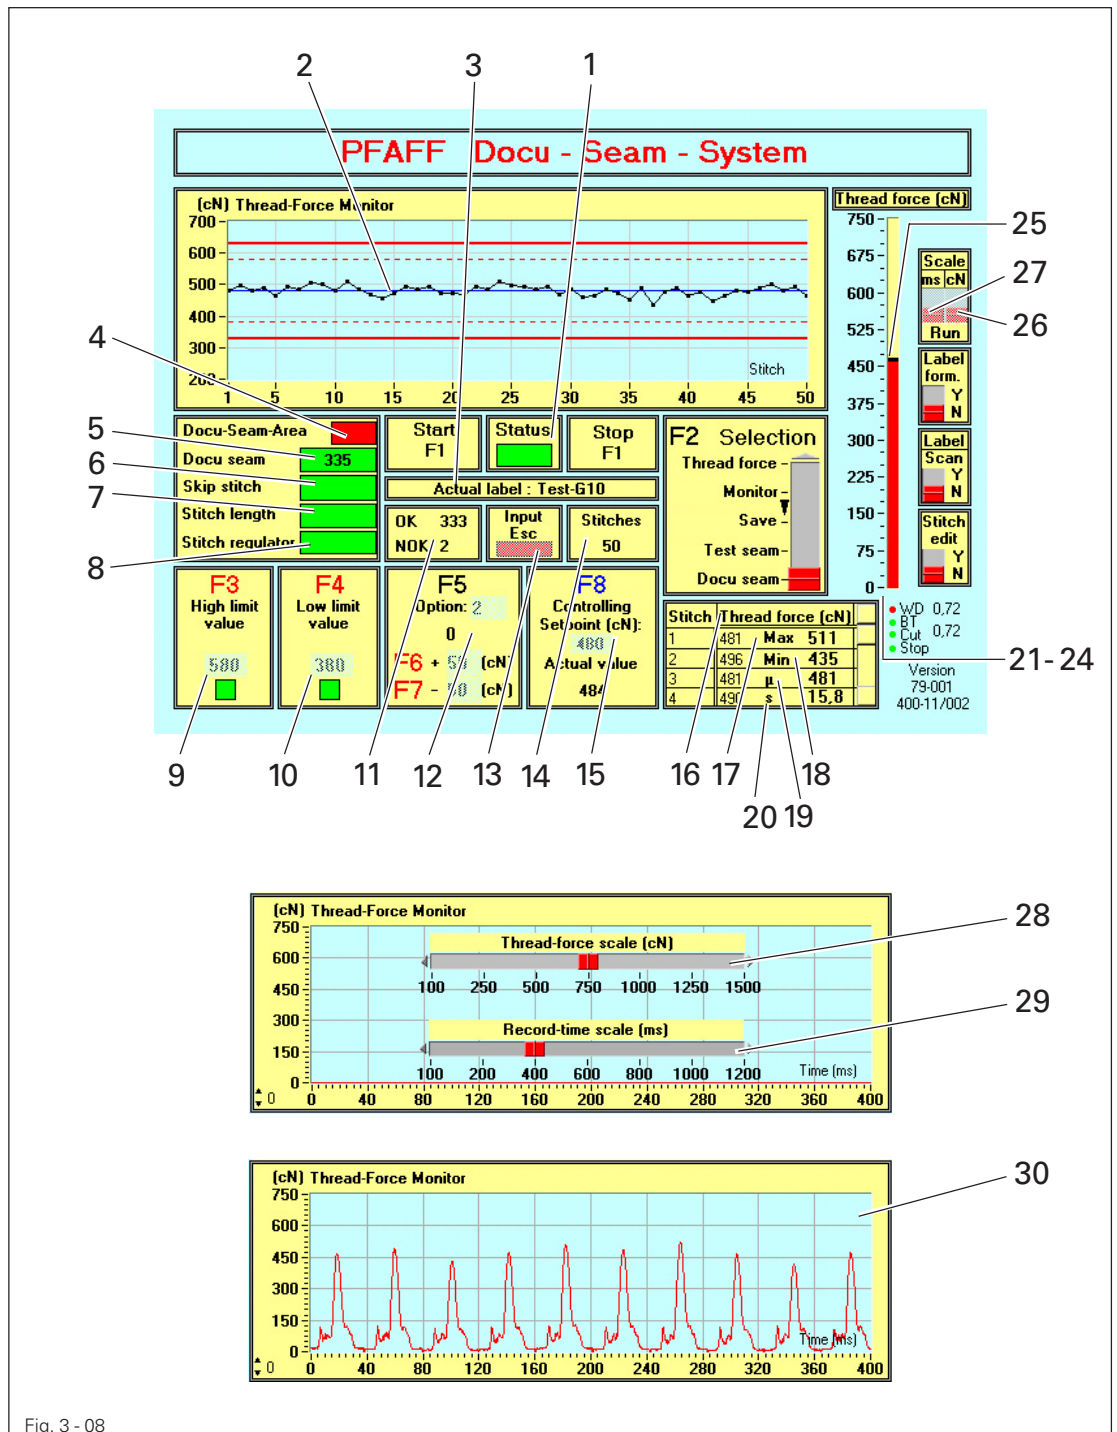 2 3 1
PFAFF Docu - Seam - System
(cN) Thread-Force Monitor
700
600
500
400
300
200
1 5 10 15 20 25 30 35 40 45 50
Stitch
Thread force (cN)
750
675
600
525
450
375
300
225
150
75
0
25
27
26
Scale
ms cN
Run
Label
form.
Y
N
Label
Scan
Y
N
Stitch
edit
Y
N
4
5
6
7
8
Docu-Seam-Area
Docu seam 335
Skip stitch
Stitch length
Stitch regulator
Start
F1
Status
Stop
F1
Actual label : Test-G10
OK 333
NOK 2
Input
Esc
Stitches
50
F2 Selection
Thread force
Monitor
Save
Test seam
Docu seam
F3
High limit
value
580
F4
Low limit
value
380
F5
Option: 2
0
F6 + 50 (cN)
F7 - 50 (cN)
F8
Controlling
Setpoint (cN):
480
Actual value
484
Stitch Thread force (cN)
1 481 Max 511
2 496 Min 435
3 481 µ 481
4 490 s 15,8
WD 0,72
BT
Cut 0,72
Stop
Version
79-001
400-11/002
21-24
9 10 11 12 13 14 15 16 17 18
20 19
(cN) Thread-Force Monitor
750
600
450
300
150
0
Thread-force scale (cN)
100 250 500 750 1000 1250 1500
Record-time scale (ms)
100 200 400 600 800 1000 1200
Time (ms)
0
0 40 80 120 160 200 240 280 320 360 400
28
29
(cN) Thread-Force Monitor
750
600
450
300
150
0
Time (ms)
0
0 40 80 120 160 200 240 280 320 360 400
30
Fig. 3 - 08